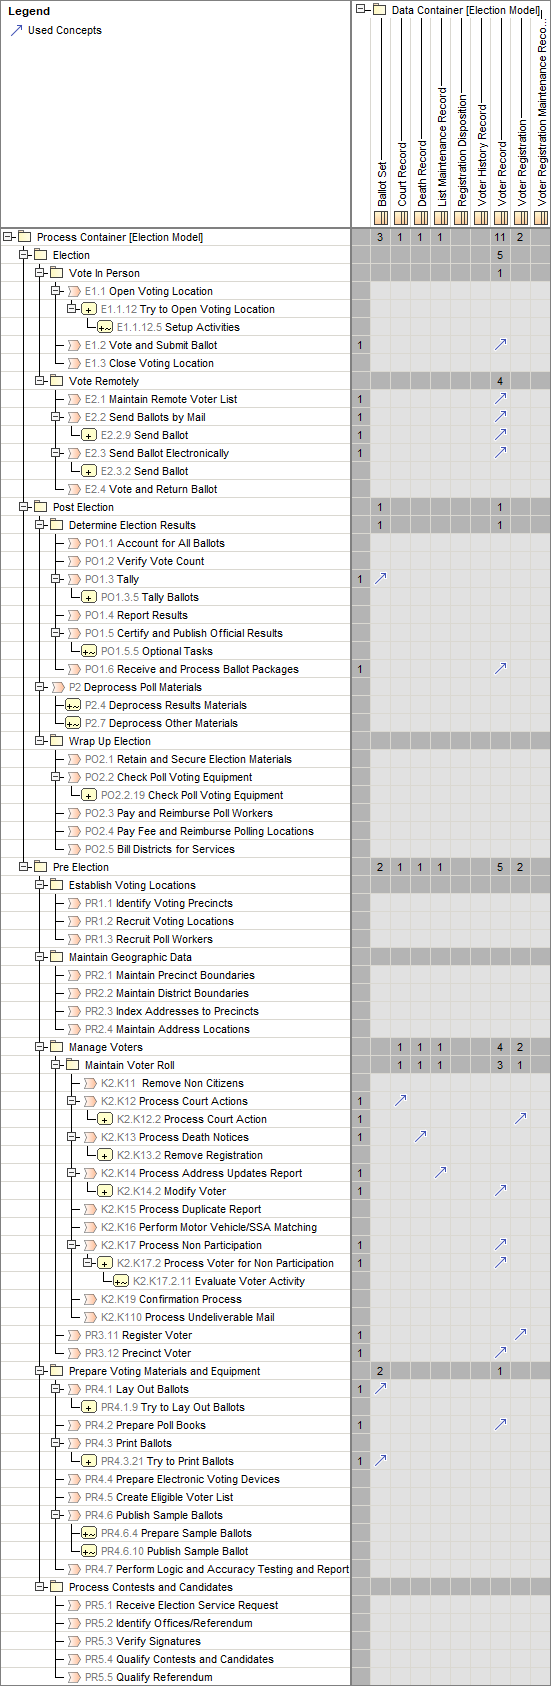 Legend
Used Concepts
Data Container [Election Model]
Ballot Set
Court Record
Death Record
List Maintenance Record
Registration Disposition
Voter History Record
Voter Record
Voter Registration
Voter Registration Maintenance Reco...
Process Container [Election Model] 3 1 1 1 11 2
Election 5
Vote In Person 1
E1.1 Open Voting Location
E1.1.12 Try to Open Voting Location
E1.1.12.5 Setup Activities
E1.2 Vote and Submit Ballot 1
E1.3 Close Voting Location
Vote Remotely 4
E2.1 Maintain Remote Voter List 1
E2.2 Send Ballots by Mail 1
E2.2.9 Send Ballot 1
E2.3 Send Ballot Electronically 1
E2.3.2 Send Ballot
E2.4 Vote and Return Ballot
Post Election 1 1
Determine Election Results 1 1
PO1.1 Account for All Ballots
PO1.2 Verify Vote Count
PO1.3 Tally 1
PO1.3.5 Tally Ballots
PO1.4 Report Results
PO1.5 Certify and Publish Official Results
PO1.5.5 Optional Tasks
PO1.6 Receive and Process Ballot Packages 1
P2 Deprocess Poll Materials
P2.4 Deprocess Results Materials
P2.7 Deprocess Other Materials
Wrap Up Election
PO2.1 Retain and Secure Election Materials
PO2.2 Check Poll Voting Equipment
PO2.2.19 Check Poll Voting Equipment
PO2.3 Pay and Reimburse Poll Workers
PO2.4 Pay Fee and Reimburse Polling Locations
PO2.5 Bill Districts for Services
Pre Election 2 1 1 1 5 2
Establish Voting Locations
PR1.1 Identify Voting Precincts
PR1.2 Recruit Voting Locations
PR1.3 Recruit Poll Workers
Maintain Geographic Data
PR2.1 Maintain Precinct Boundaries
PR2.2 Maintain District Boundaries
PR2.3 Index Addresses to Precincts
PR2.4 Maintain Address Locations
Manage Voters 1 1 1 4 2
Maintain Voter Roll 1 1 1 3 1
K2.K11 Remove Non Citizens
K2.K12 Process Court Actions 1
K2.K12.2 Process Court Action 1
K2.K13 Process Death Notices 1
K2.K13.2 Remove Registration
K2.K14 Process Address Updates Report 1
K2.K14.2 Modify Voter 1
K2.K15 Process Duplicate Report
K2.K16 Perform Motor Vehicle/SSA Matching
K2.K17 Process Non Participation 1
K2.K17.2 Process Voter for Non Participation 1
K2.K17.2.11 Evaluate Voter Activity
K2.K19 Confirmation Process
K2.K110 Process Undeliverable Mail
PR3.11 Register Voter 1
PR3.12 Precinct Voter 1
Prepare Voting Materials and Equipment 2 1
PR4.1 Lay Out Ballots 1
PR4.1.9 Try to Lay Out Ballots
PR4.2 Prepare Poll Books 1
PR4.3 Print Ballots
PR4.3.21 Try to Print Ballots 1
PR4.4 Prepare Electronic Voting Devices
PR4.5 Create Eligible Voter List
PR4.6 Publish Sample Ballots
PR4.6.4 Prepare Sample Ballots
PR4.6.10 Publish Sample Ballot
PR4.7 Perform Logic and Accuracy Testing and Report
Process Contests and Candidates
PR5.1 Receive Election Service Request
PR5.2 Identify Offices/Referendum
PR5.3 Verify Signatures
PR5.4 Qualify Contests and Candidates
PR5.5 Qualify Referendum